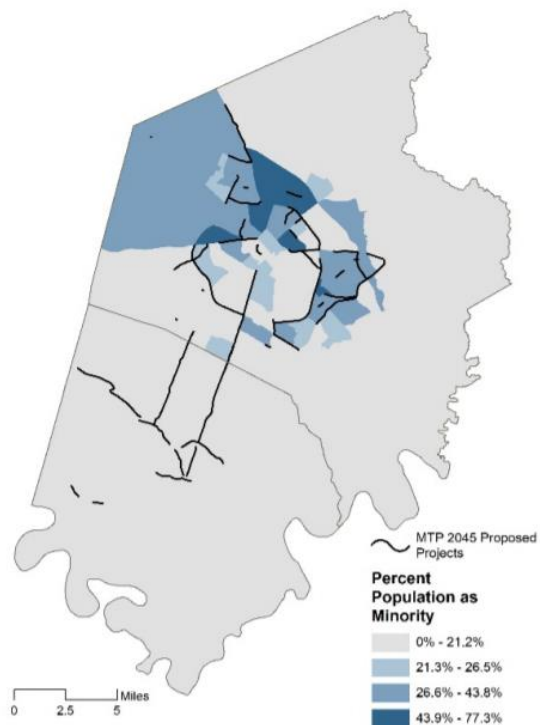 MTP 2045 Proposed
Projects
Percent
Population as
Minority
0% - 21.2%
21.3% - 26.5%
26.6% - 43.8%
43.9% - 77.3%
Miles
0 2.5 5